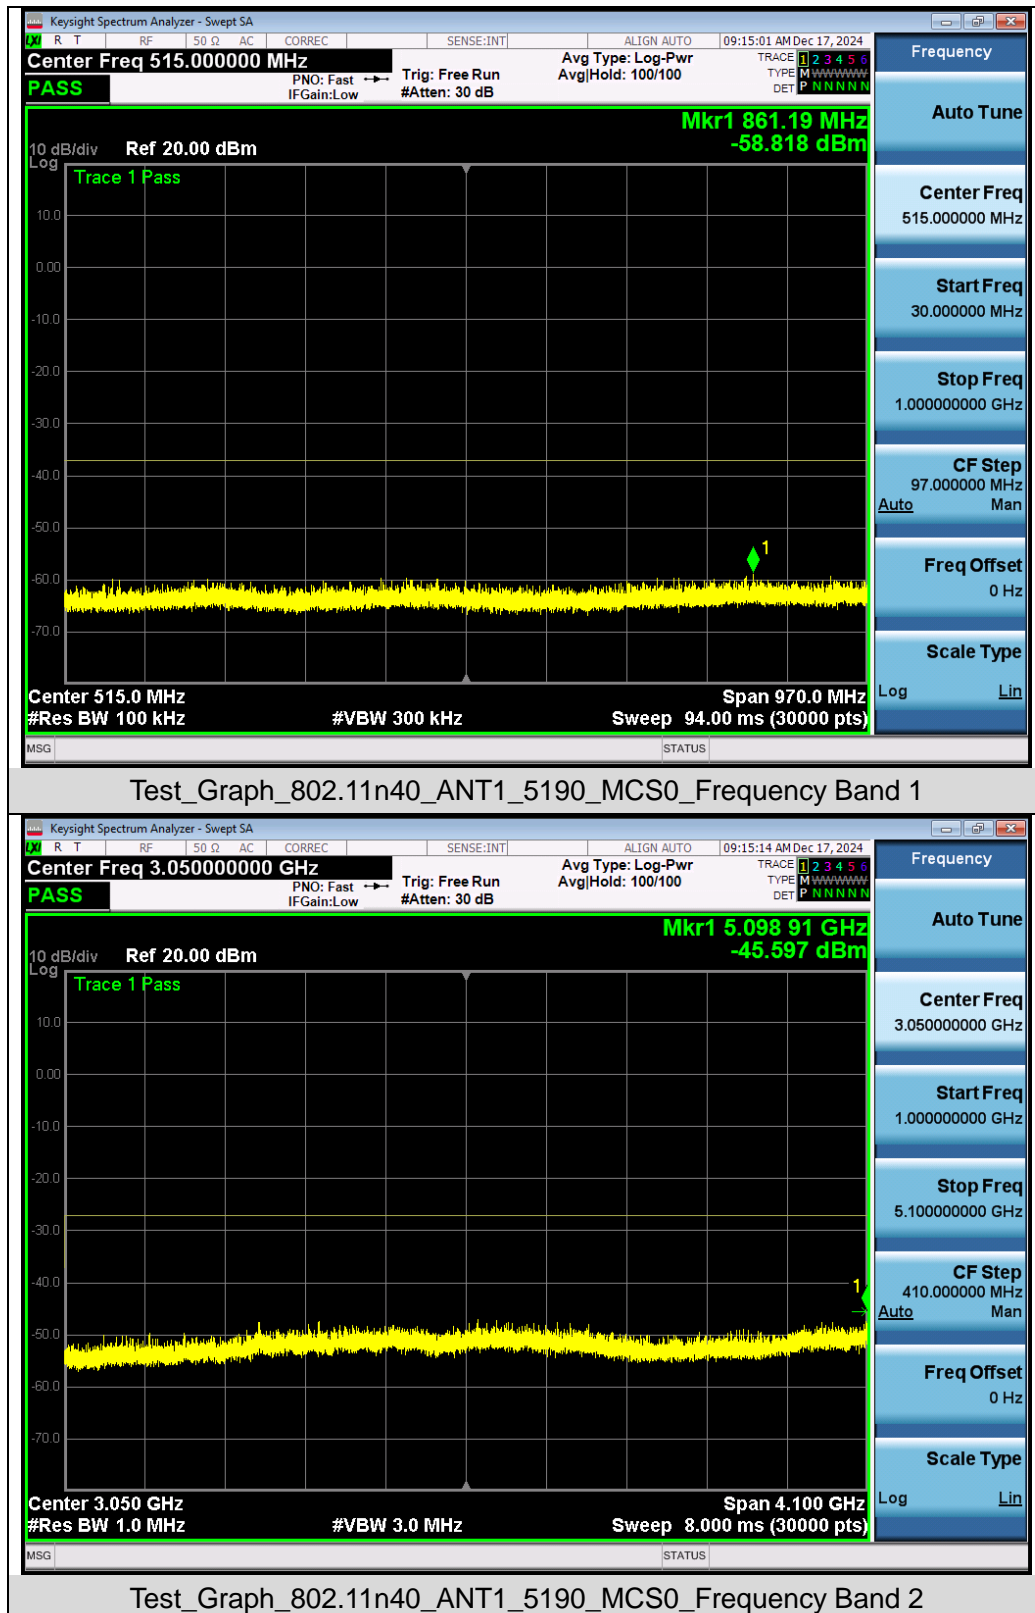 Keysight Spectrum Analyzer - Swept SA
LXI R T RF 50 Ω AC CORREC SENSE:INT ALIGN AUTO 09:15:01 AM Dec 17, 2024
Center Freq 515.000000 MHz
PASS
PNO: Fast
IFGain:Low
Trig: Free Run
#Atten: 30 dB
Avg Type: Log-Pwr
Avg|Hold: 100/100
TRACE 1 2 3 4 5 6
TYPE M WWWWW
DET P N N N N N
Mkr1 861.19 MHz
-58.818 dBm
10 dB/div Ref 20.00 dBm
Log
Trace 1 Pass
10.0
0.00
-10.0
-20.0
-30.0
-40.0
-50.0
-60.0
-70.0
1
Center 515.0 MHz Span 970.0 MHz
#Res BW 100 kHz #VBW 300 kHz Sweep 94.00 ms (30000 pts)
MSG STATUS
Frequency
Auto Tune
Center Freq
515.000000 MHz
Start Freq
30.000000 MHz
Stop Freq
1.000000000 GHz
CF Step
97.000000 MHz
Auto Man
Freq Offset
0 Hz
Scale Type
Log Lin
Test_Graph_802.11n40_ANT1_5190_MCS0_Frequency Band 1
Keysight Spectrum Analyzer - Swept SA
LXI R T RF 50 Ω AC CORREC SENSE:INT ALIGN AUTO 09:15:14 AM Dec 17, 2024
Center Freq 3.050000000 GHz
PASS
PNO: Fast
IFGain:Low
Trig: Free Run
#Atten: 30 dB
Avg Type: Log-Pwr
Avg|Hold: 100/100
TRACE 1 2 3 4 5 6
TYPE M WWWWW
DET P N N N N N
Mkr1 5.098 91 GHz
-45.597 dBm
10 dB/div Ref 20.00 dBm
Log
Trace 1 Pass
10.0
0.00
-10.0
-20.0
-30.0
-40.0
-50.0
-60.0
-70.0
1
Center 3.050 GHz Span 4.100 GHz
#Res BW 1.0 MHz #VBW 3.0 MHz Sweep 8.000 ms (30000 pts)
MSG STATUS
Frequency
Auto Tune
Center Freq
3.050000000 GHz
Start Freq
1.000000000 GHz
Stop Freq
5.100000000 GHz
CF Step
410.000000 MHz
Auto Man
Freq Offset
0 Hz
Scale Type
Log Lin
Test_Graph_802.11n40_ANT1_5190_MCS0_Frequency Band 2